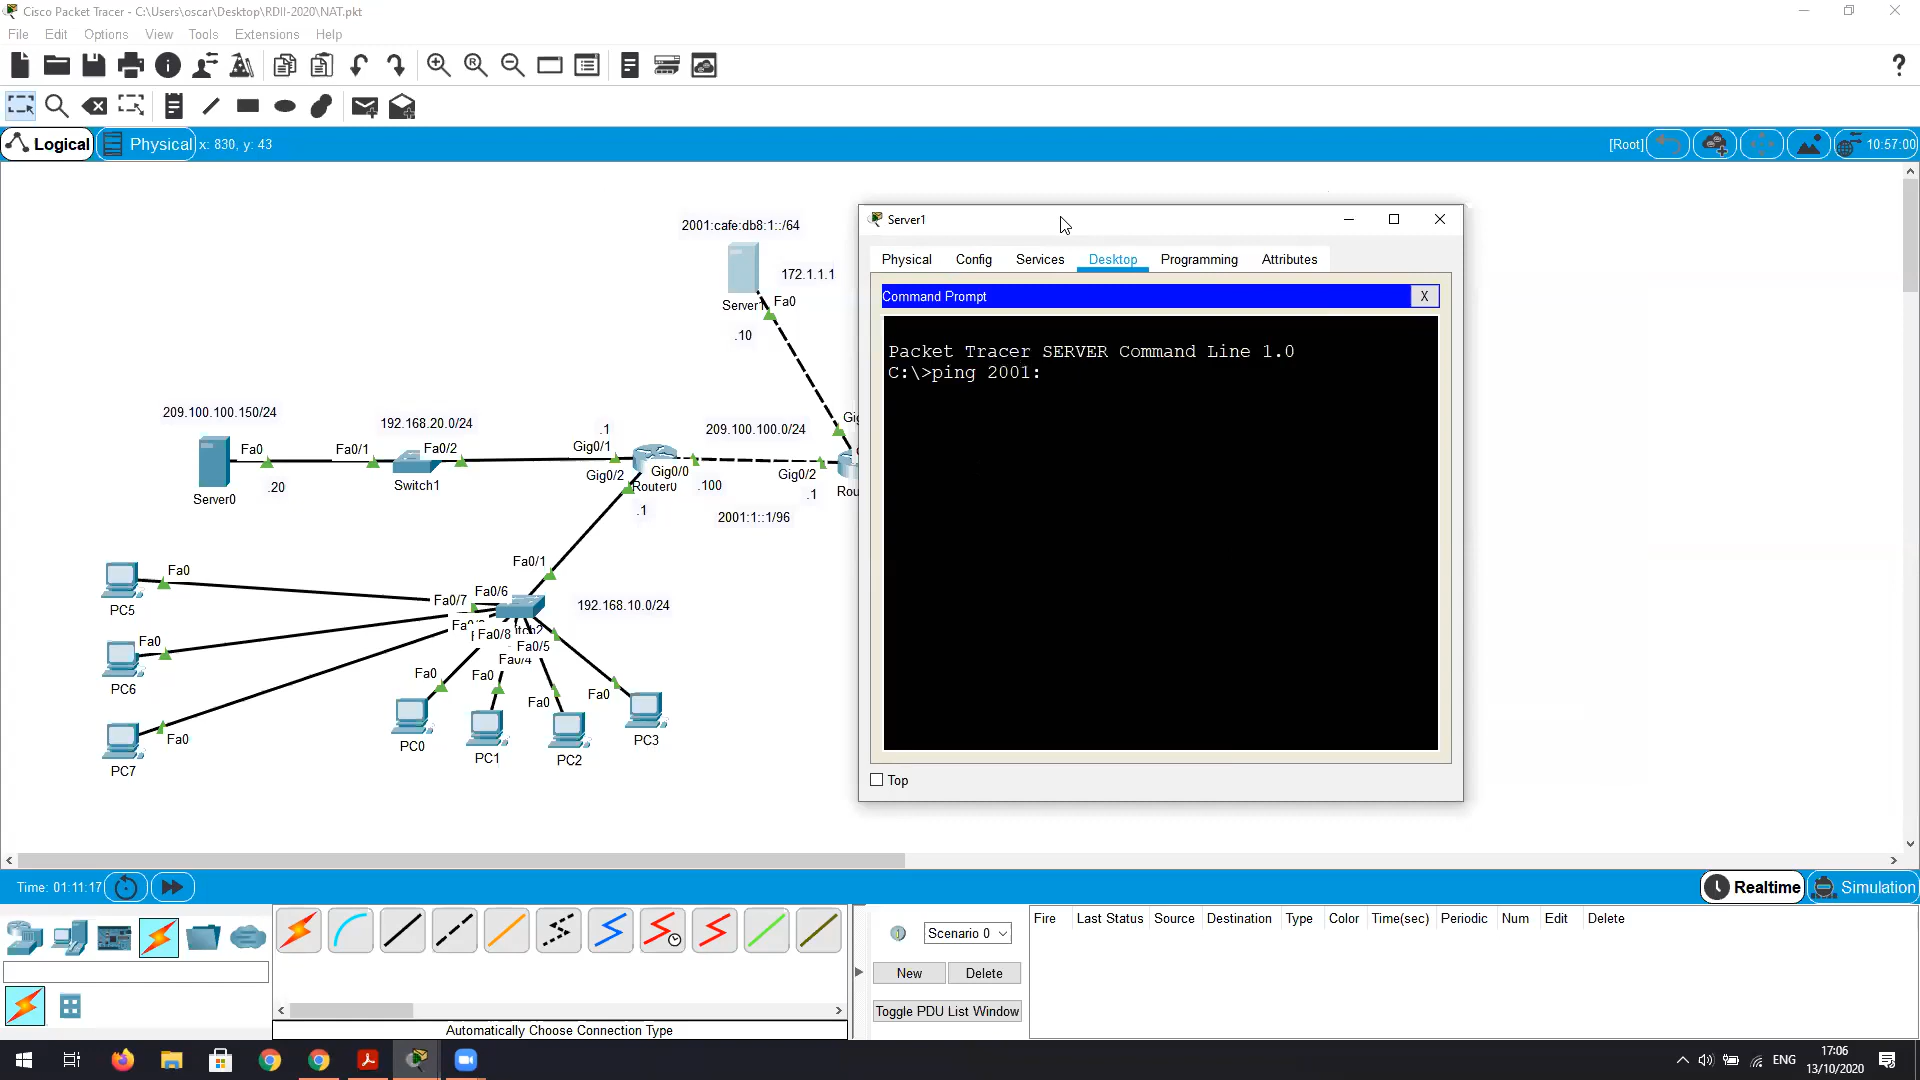 Cisco Packet Tracer - C:\Users\oscar\Desktop\RDII-2020\NAT.pkt
File Edit Options View Tools Extensions Help
Logical Physical x: 830, y: 43 [Root] 10:57:00
2001:cafe:db8:1::/64
172.1.1.1
Server1
Fa0
.10
209.100.100.150/24
192.168.20.0/24
.1
209.100.100.0/24
Gig0/1
Fa0
Fa0/1
Fa0/2
Gig0/2
Gig0/0
Gig0/2
.20
Switch1
Router0
.100
.1
Server0
.1
2001:1::1/96
Fa0/1
Fa0
PC5
Fa0/7
Fa0/6
192.168.10.0/24
Fa0/8
Fa0/5
Fa0/4
Fa0
PC6
Fa0
Fa0
Fa0
Fa0
Fa0
PC7
PC0
PC1
PC2
PC3
Server1
Physical Config Services Desktop Programming Attributes
Command Prompt X
Packet Tracer SERVER Command Line 1.0
C:\>ping 2001:
Top
Time: 01:11:17
Realtime Simulation
Scenario 0
New Delete
Toggle PDU List Window
Fire Last Status Source Destination Type Color Time(sec) Periodic Num Edit Delete
Automatically Choose Connection Type
ENG
17:06
13/10/2020